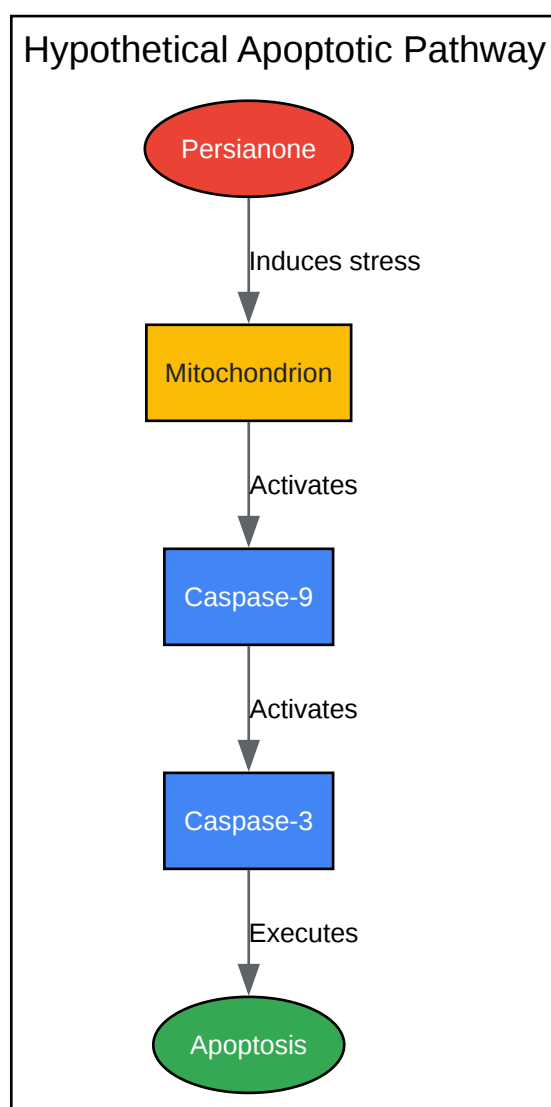 Hypothetical Apoptotic Pathway
Persianone
Induces stress
Mitochondrion
Activates
Caspase-9
Activates
Caspase-3
Executes
Apoptosis